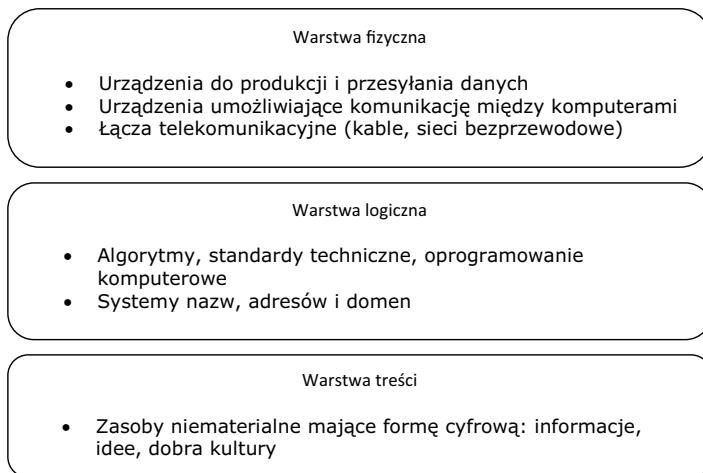 Warstwa fizyczna
• Urządzenia do produkcji i przesyłania danych
• Urządzenia umożliwiające komunikację między komputerami
• Łącza telekomunikacyjne (kable, sieci bezprzewodowe)
Warstwa logiczna
• Algorytmy, standardy techniczne, oprogramowanie
komputerowe
• Systemy nazw, adresów i domen
Warstwa treści
• Zasoby niematerialne mające formę cyfrową: informacje,
idee, dobra kultury